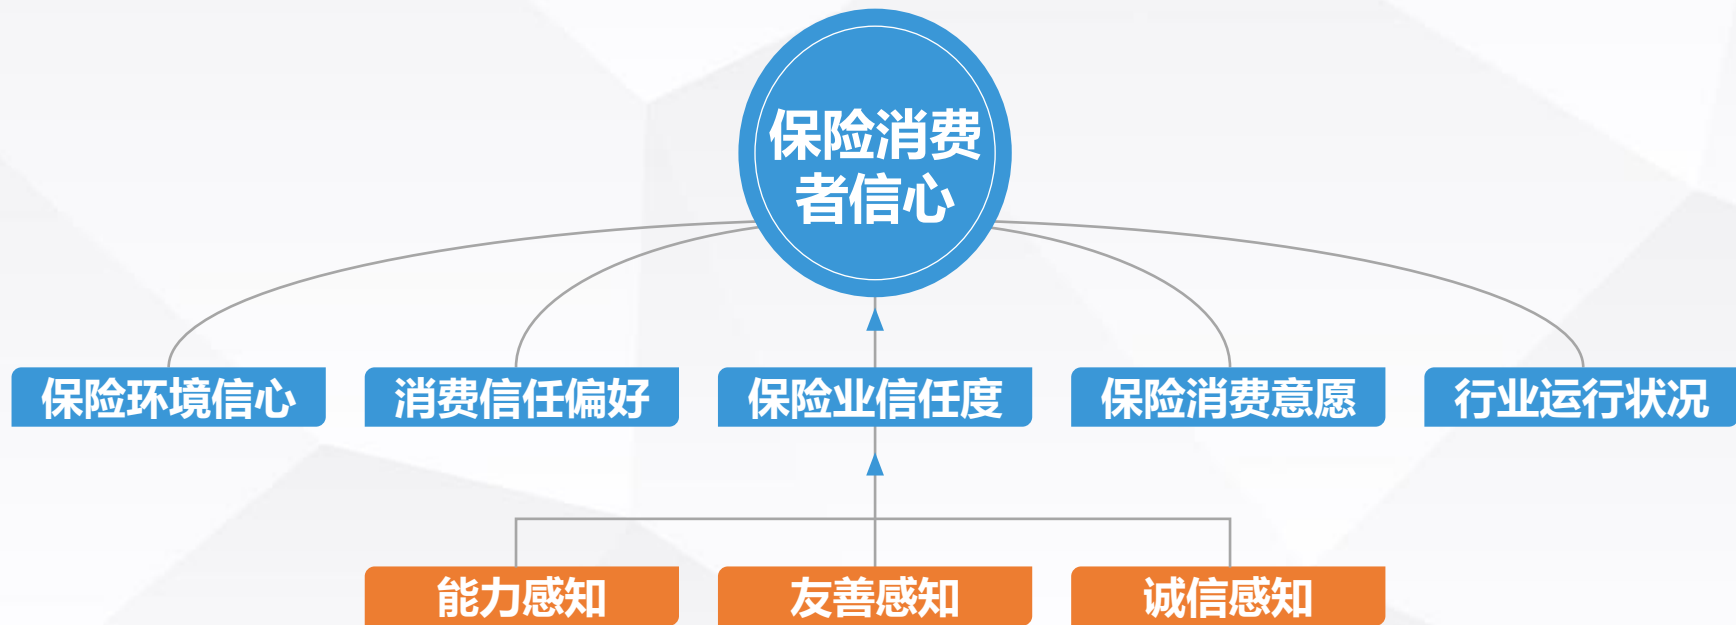 保险消费
者信心
保险环境信心
消费信任偏好
保险业信任度
保险消费意愿
行业运行状况
能力感知
友善感知
诚信感知